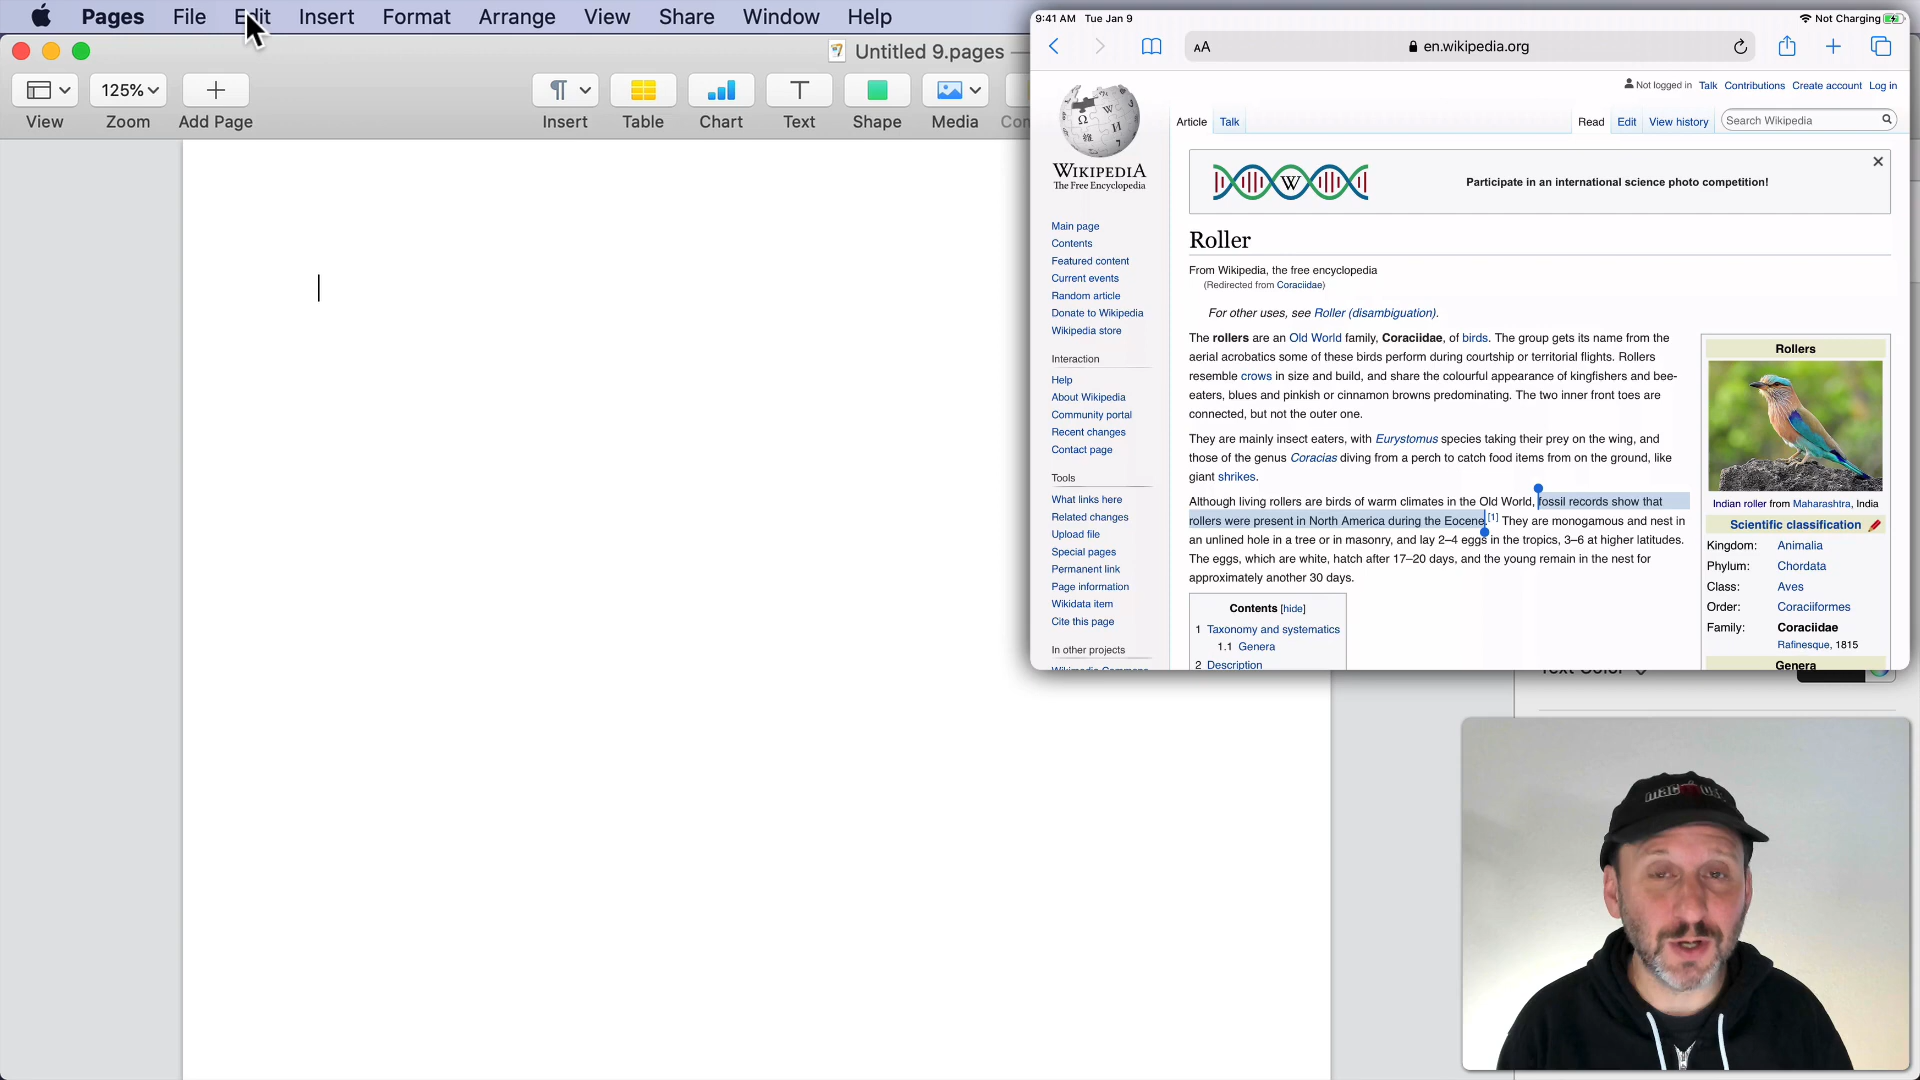 Pages File Edit Insert Format Arrange View Share Window Help
Untitled 9.pages —
125%
View Zoom Add Page Insert Table Chart Text Shape Media
9:41 AM Tue Jan 9
Not Charging
AA
en.wikipedia.org
Not logged in Talk Contributions Create account Log in
Article Talk
Read Edit View history Search Wikipedia
WIKIPEDIA
The Free Encyclopedia
Main page
Contents
Featured content
Current events
Random article
Donate to Wikipedia
Wikipedia store
Interaction
Help
About Wikipedia
Community portal
Recent changes
Contact page
Tools
What links here
Related changes
Upload file
Special pages
Permanent link
Page information
Wikidata item
Cite this page
In other projects
W
Participate in an international science photo competition!
Roller
From Wikipedia, the free encyclopedia
(Redirected from Coraciidae)
For other uses, see Roller (disambiguation).
The rollers are an Old World family, Coraciidae, of birds. The group gets its name from the
aerial acrobatics some of these birds perform during courtship or territorial flights. Rollers
resemble crows in size and build, and share the colourful appearance of kingfishers and bee-
eaters, blues and pinkish or cinnamon browns predominating. The two inner front toes are
connected, but not the outer one.
They are mainly insect eaters, with Eurystomus species taking their prey on the wing, and
those of the genus Coracias diving from a perch to catch food items from on the ground, like
giant shrikes.
Although living rollers are birds of warm climates in the Old World, fossil records show that
rollers were present in North America during the Eocene.[1] They are monogamous and nest in
an unlined hole in a tree or in masonry, and lay 2–4 eggs in the tropics, 3–6 at higher latitudes.
The eggs, which are white, hatch after 17–20 days, and the young remain in the nest for
approximately another 30 days.
Contents [hide]
1 Taxonomy and systematics
1.1 Genera
2 Description
Rollers
Indian roller from Maharashtra, India
Scientific classification
Kingdom: Animalia
Phylum: Chordata
Class: Aves
Order: Coraciiformes
Family: Coraciidae
Rafinesque, 1815
Genera